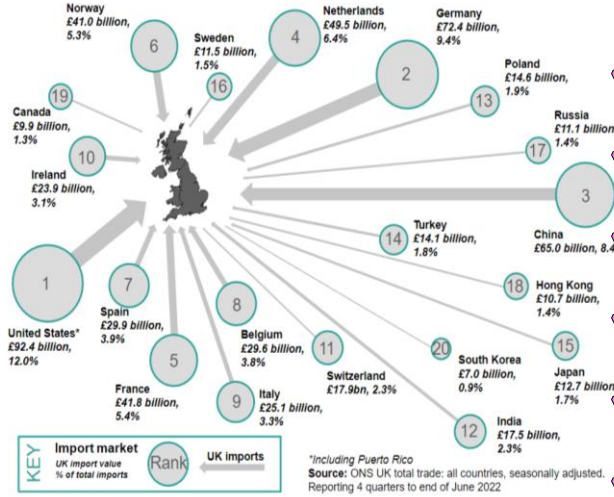 Norway
£41.0 billion,
5.3%
6
Sweden
£11.5 billion,
1.5%
16
Netherlands
£49.5 billion,
6.4%
4
Germany
£72.4 billion,
9.4%
2
Poland
£14.6 billion,
1.9%
13
Russia
£11.1 billion,
1.4%
17
19
Canada
£9.9 billion,
1.3%
10
Ireland
£23.9 billion,
3.1%
3
China
£65.0 billion, 8.4
1
United States*
£92.4 billion,
12.0%
7
Spain
£29.9 billion,
3.9%
5
France
£41.8 billion,
5.4%
8
Belgium
£29.6 billion,
3.8%
9
Italy
£25.1 billion,
3.3%
11
Switzerland
£17.9bn, 2.3%
Turkey
£14.1 billion,
1.8%
14
18
Hong Kong
£10.7 billion,
1.4%
20
South Korea
£7.0 billion,
0.9%
15
Japan
£12.7 billion,
1.7%
12
India
£17.5 billion,
2.3%
KEY
Import market
UK import value
% of total imports
Rank
UK imports
*Including Puerto Rico
Source: ONS UK total trade: all countries, seasonally adjusted.
Reporting 4 quarters to end of June 2022